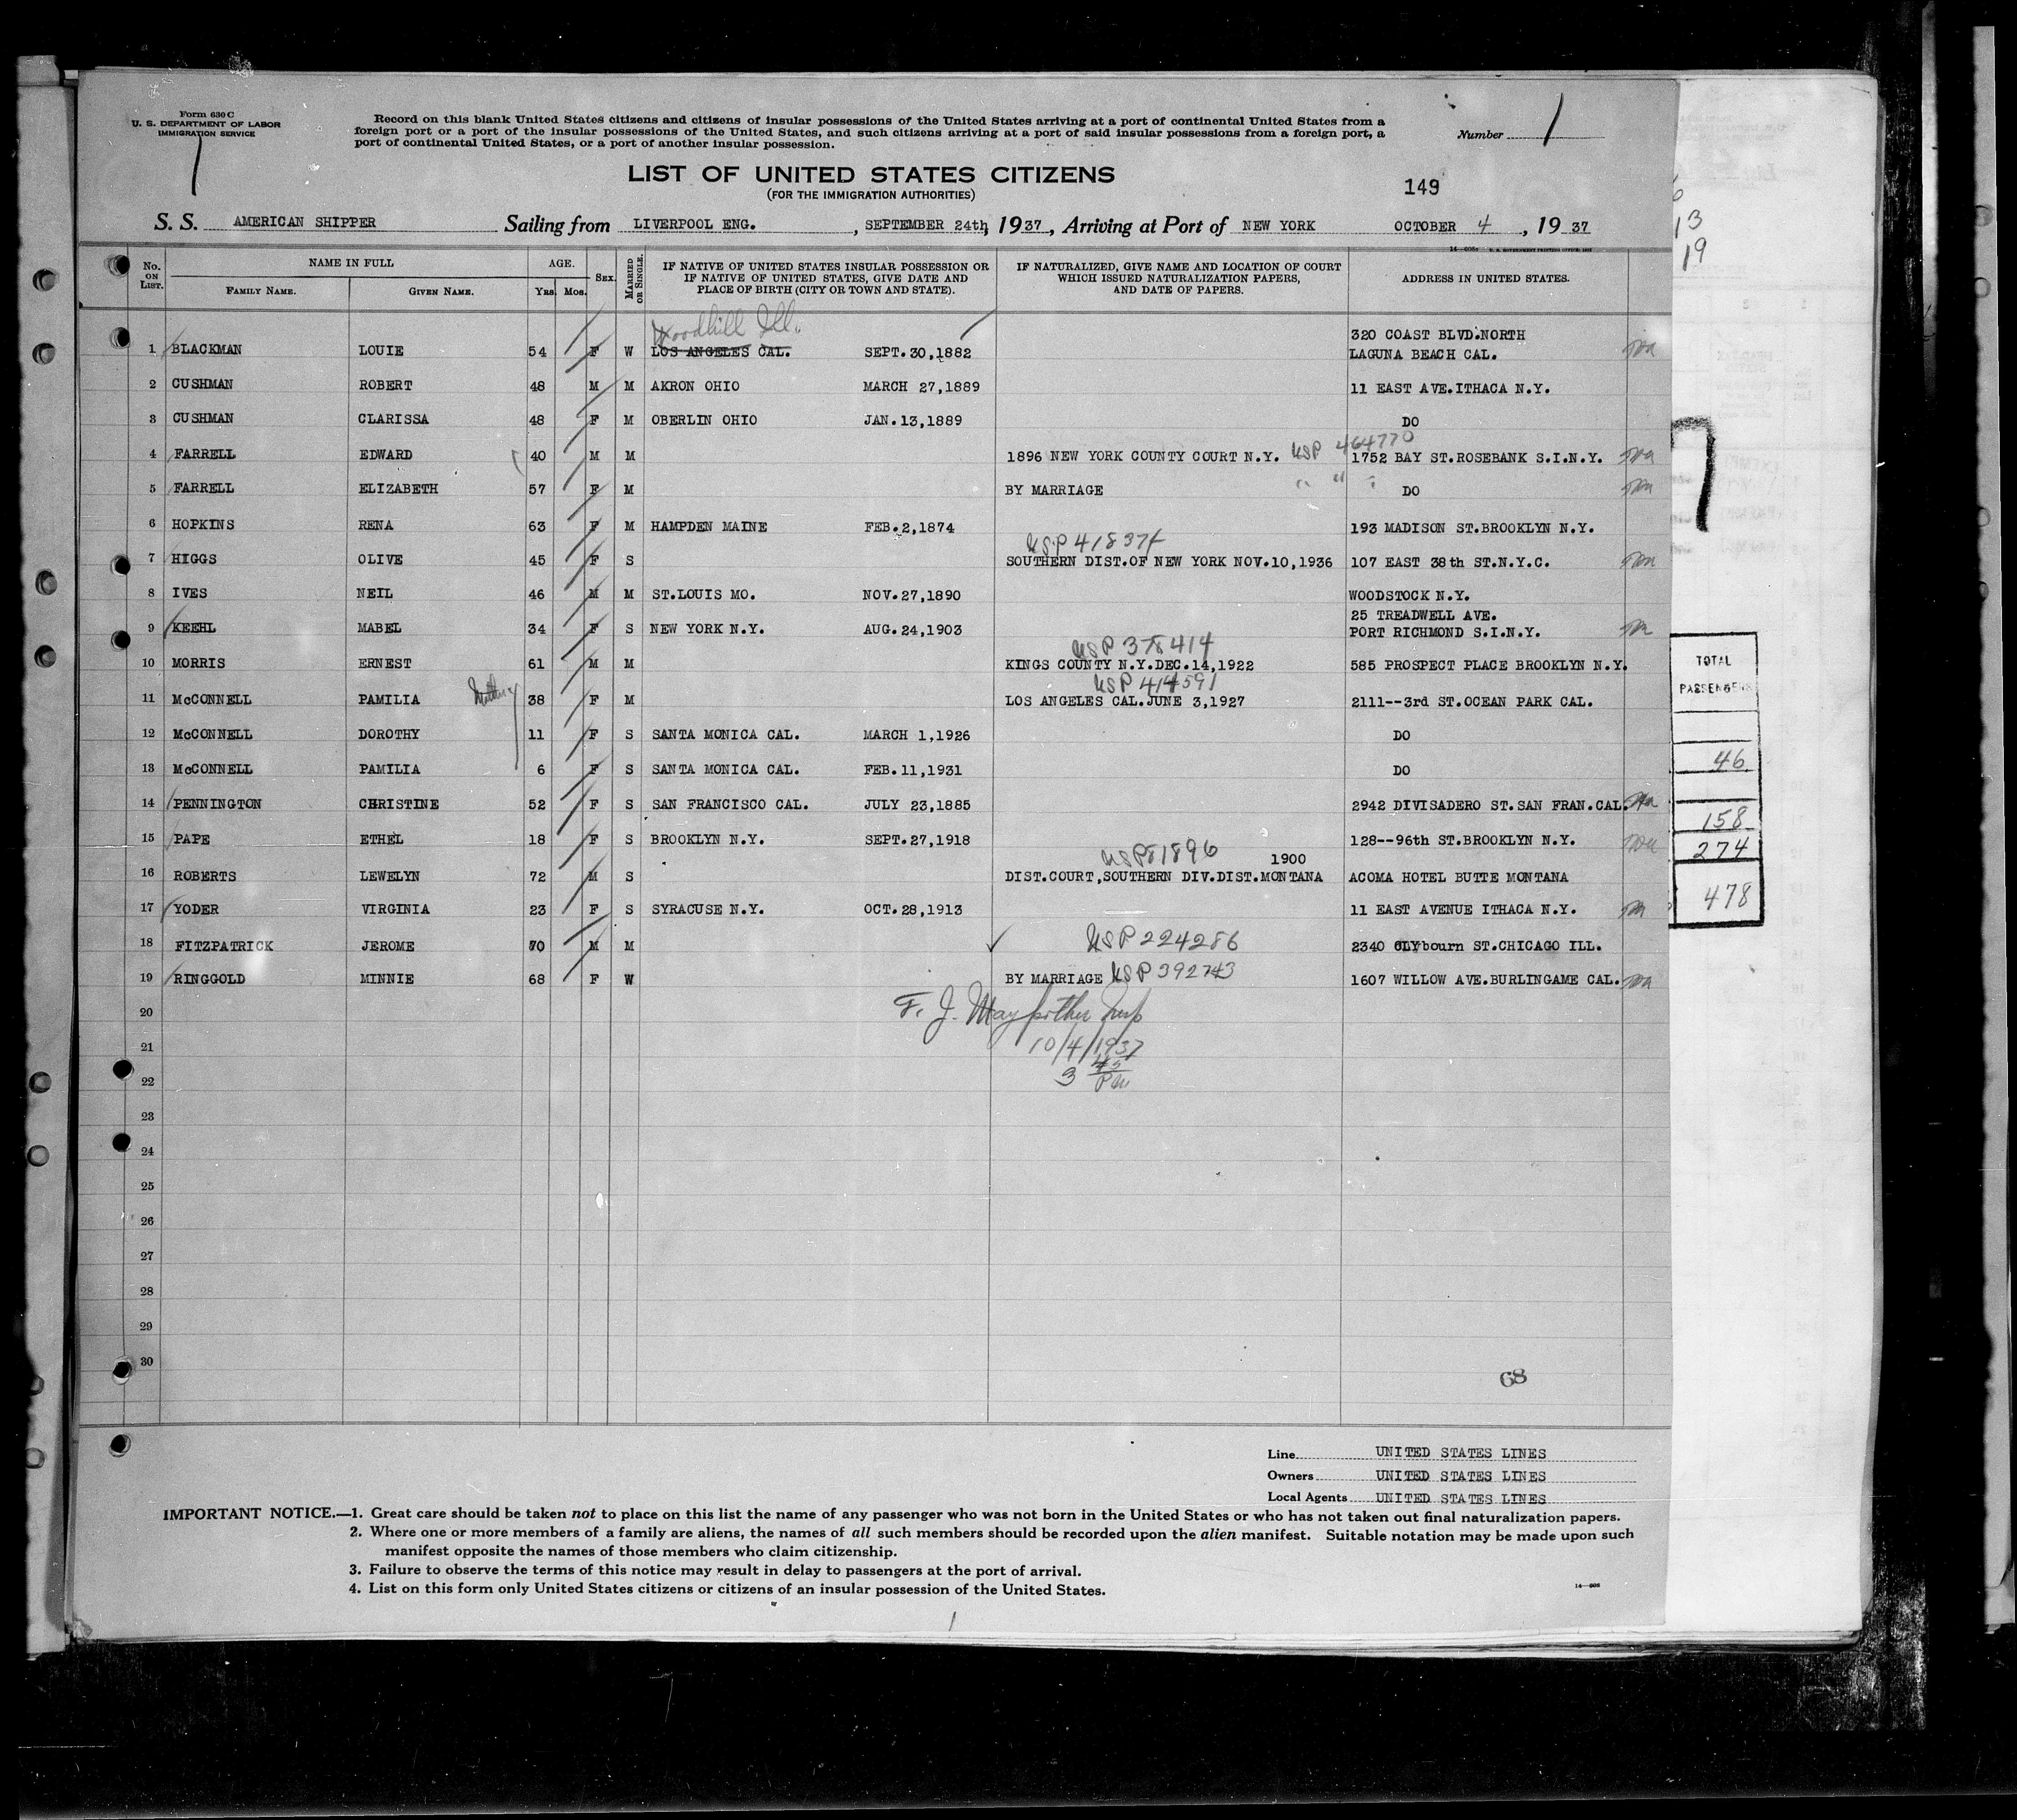 Form 630 C
U. S. DEPARTMENT OF LABOR
IMMIGRATION SERVICE
1
Record on this blank United States citizens and citizens of insular possessions of the United States arriving at a port of continental United States from a
foreign port or a port of the insular possessions of the United States, and such citizens arriving at a port of said insular possessions from a foreign port, a
port of continental United States, or a port of another insular possession.
Number 1
LIST OF UNITED STATES CITIZENS
(FOR THE IMMIGRATION AUTHORITIES)
149
S. S. AMERICAN SHIPPER Sailing from LIVERPOOL ENG. , SEPTEMBER 24th, 1937, Arriving at Port of NEW YORK OCTOBER 4 , 19 37
13
19
No. ON LIST.
NAME IN FULL
FAMILY NAME.
GIVEN NAME.
AGE.
Yrs. Mos.
SEX.
MARRIED OR SINGLE.
IF NATIVE OF UNITED STATES INSULAR POSSESSION OR
IF NATIVE OF UNITED STATES, GIVE DATE AND
PLACE OF BIRTH (CITY OR TOWN AND STATE).
IF NATURALIZED, GIVE NAME AND LOCATION OF COURT
WHICH ISSUED NATURALIZATION PAPERS,
AND DATE OF PAPERS.
ADDRESS IN UNITED STATES.
Woodhill Ill.
320 COAST BLVD.NORTH
1 BLACKMAN LOUIE 54 F W LOS ANGELES CAL. SEPT.30,1882 LAGUNA BEACH CAL.
2 CUSHMAN ROBERT 48 M M AKRON OHIO MARCH 27,1889 11 EAST AVE.ITHACA N.Y.
3 CUSHMAN CLARISSA 48 F M OBERLIN OHIO JAN.13,1889 DO
USP 464770
4 FARRELL EDWARD 40 M M 1896 NEW YORK COUNTY COURT N.Y. 1752 BAY ST.ROSEBANK S.I.N.Y.
5 FARRELL ELIZABETH 57 F M BY MARRIAGE " " " DO
6 HOPKINS RENA 63 F M HAMPDEN MAINE FEB.2,1874 193 MADISON ST.BROOKLYN N.Y.
7 HIGGS OLIVE 45 F S SOUTHERN DIST.OF NEW YORK NOV.10,1936 107 EAST 38th ST.N.Y.C.
8 IVES NEIL 46 M M ST.LOUIS MO. NOV.27,1890 WOODSTOCK N.Y.
25 TREADWELL AVE.
9 KEEHL MABEL 34 F S NEW YORK N.Y. AUG.24,1903 PORT RICHMOND S.I.N.Y.
USP 378414
10 MORRIS ERNEST 61 M M KINGS COUNTY N.Y.DEC.14,1922 585 PROSPECT PLACE BROOKLYN N.Y.
USP 414591
11 McCONNELL PAMILIA 38 F M LOS ANGELES CAL.JUNE 3,1927 2111--3rd ST.OCEAN PARK CAL.
12 McCONNELL DOROTHY 11 F S SANTA MONICA CAL. MARCH 1,1926 DO
13 McCONNELL PAMILIA 6 F S SANTA MONICA CAL. FEB.11,1931 DO
14 PENNINGTON CHRISTINE 52 F S SAN FRANCISCO CAL. JULY 23,1885 2942 DIVISADERO ST.SAN FRAN.CAL.
15 PAPE ETHEL 18 F S BROOKLYN N.Y. SEPT.27,1918 128--96th ST.BROOKLYN N.Y.
USP81896 1900
16 ROBERTS LEWELYN 72 M S DIST.COURT,SOUTHERN DIV.DIST.MONTANA ACOMA HOTEL BUTTE MONTANA
17 YODER VIRGINIA 23 F S SYRACUSE N.Y. OCT.28,1913 11 EAST AVENUE ITHACA N.Y.
18 FITZPATRICK JEROME 70 M M USP 224286 2340 CLYbourn ST.CHICAGO ILL.
19 RINGGOLD MINNIE 68 F W BY MARRIAGE USP 392743 1607 WILLOW AVE.BURLINGAME CAL.
20
21
22
23
24
25
26
27
28
29
30
F. J. Maypother Insp
10/4/1937
3 45
PM
TOTAL
PASSENGERS
46
158
274
478
68
Line UNITED STATES LINES
Owners UNITED STATES LINES
Local Agents UNITED STATES LINES
IMPORTANT NOTICE.—1. Great care should be taken not to place on this list the name of any passenger who was not born in the United States or who has not taken out final naturalization papers.
2. Where one or more members of a family are aliens, the names of all such members should be recorded upon the alien manifest. Suitable notation may be made upon such
manifest opposite the names of those members who claim citizenship.
3. Failure to observe the terms of this notice may result in delay to passengers at the port of arrival.
4. List on this form only United States citizens or citizens of an insular possession of the United States.
1